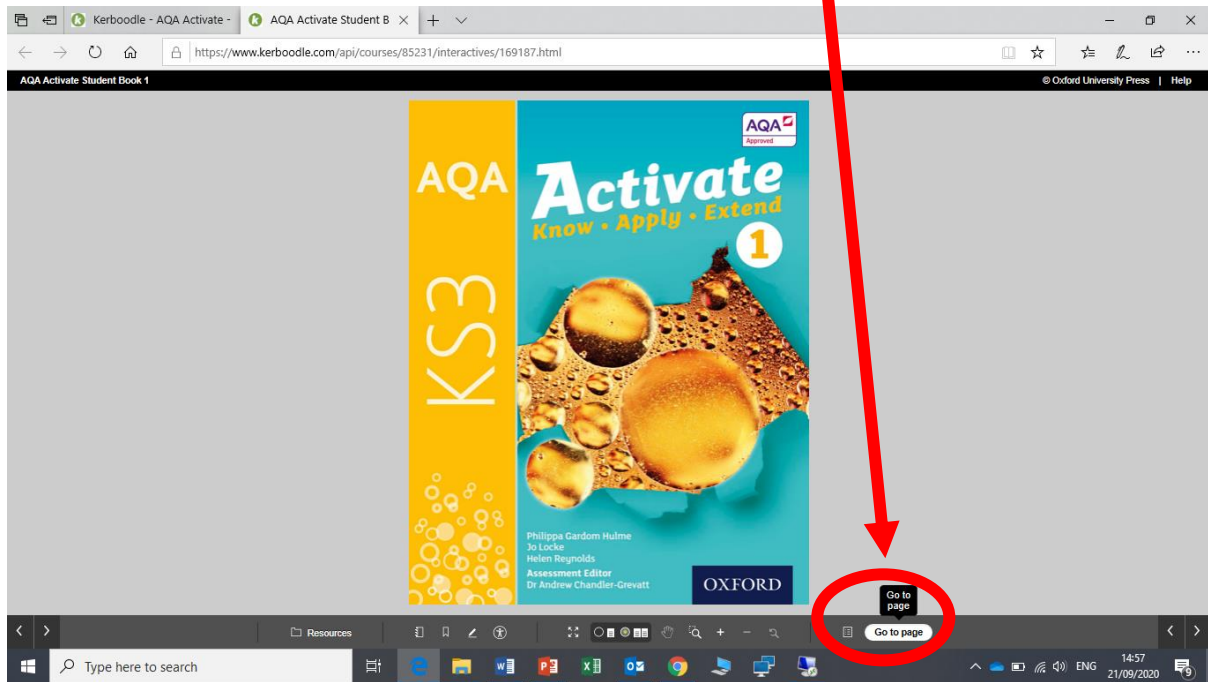 Kerboodle - AQA Activate -
AQA Activate Student B
https://www.kerboodle.com/api/courses/85231/interactives/169187.html
AQA Activate Student Book 1
© Oxford University Press | Help
AQA
Approved
AQA
KS3
Activate
Know • Apply • Extend
1
Philippa Gardom Hulme
Jo Locke
Helen Reynolds
Assessment Editor
Dr Andrew Chandler-Grevatt
OXFORD
Go to
page
Resources
Go to page
Type here to search
ENG
14:57
21/09/2020
9